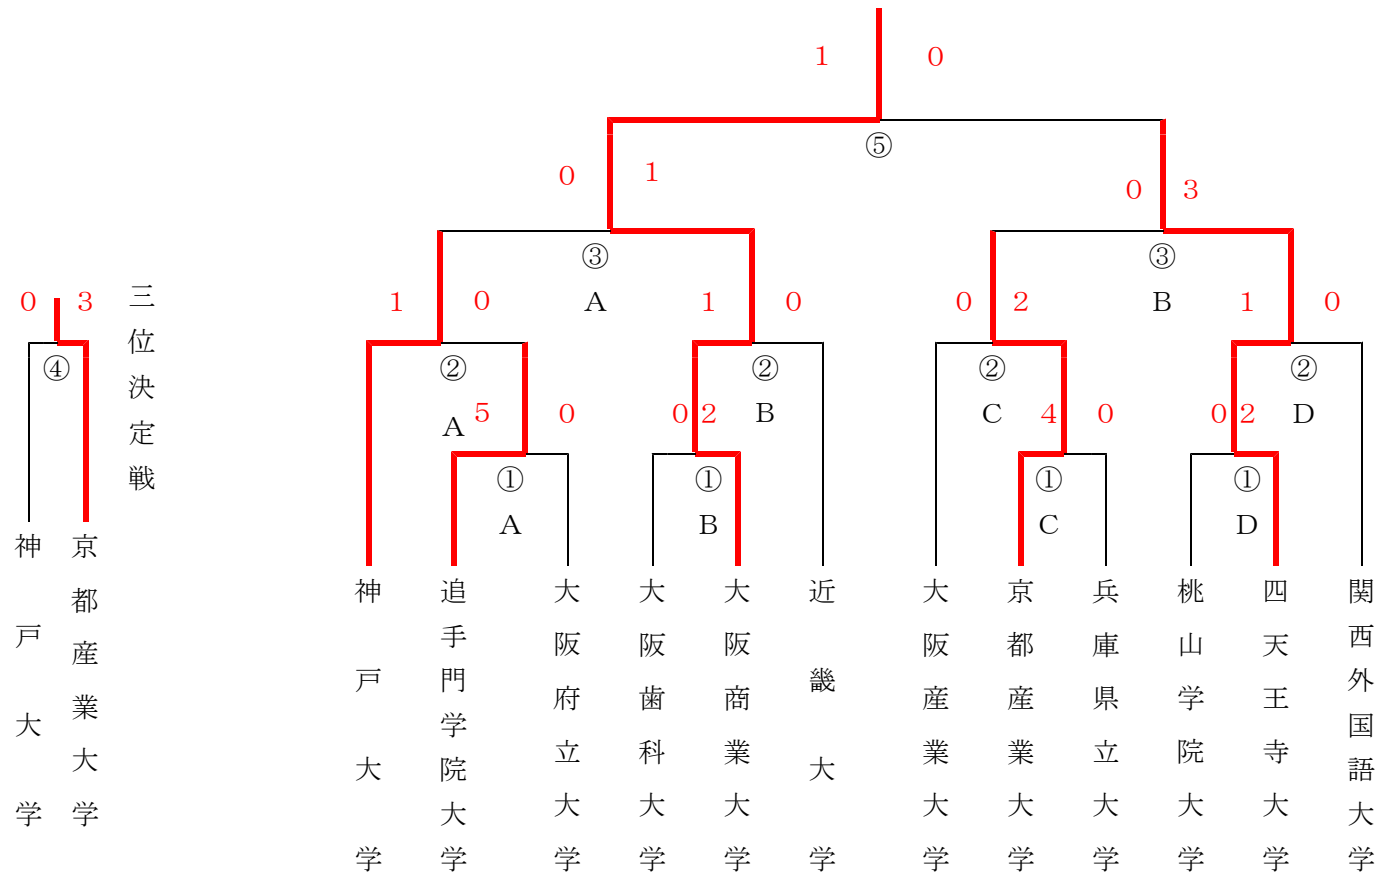 １ ０
⑤
０ １ ０ ３
③ ③
A B
０ ３ １ ０ １ ０ ０ ２ １ ０
④ ② ② ② ②
A B C D
５ ０ ０ ２ ４ ０ ０ ２
① ① ① ①
A B C D
三位決定戦
神戸大学
京都産業大学
神戸大学
追手門学院大学
大阪府立大学
大阪歯科大学
大阪商業大学
近畿大学
大阪産業大学
京都産業大学
兵庫県立大学
桃山学院大学
四天王寺大学
関西外国語大学